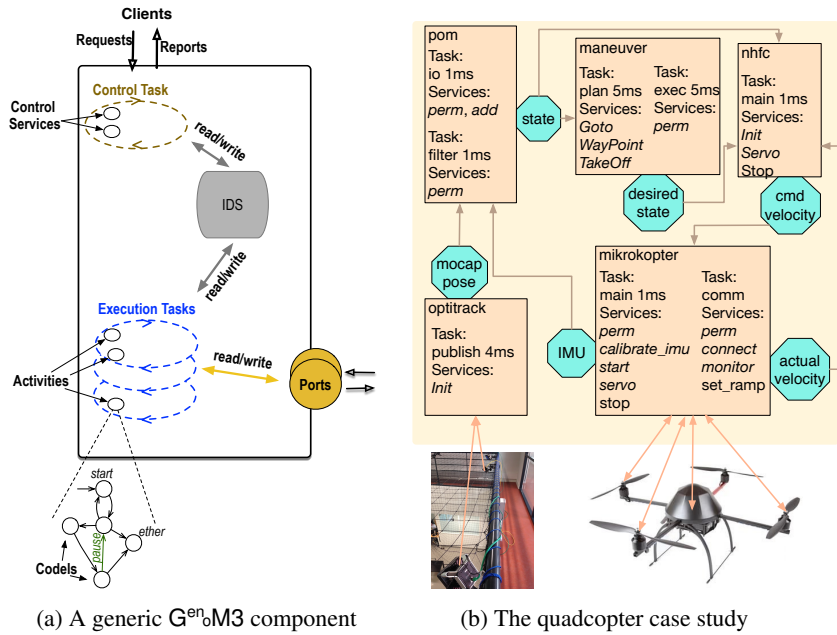 Clients
Requests
Reports
Control Task
Control
Services
read/write
IDS
read/write
Execution Tasks
read/write
Activities
Ports
start
ether
pause
Codels
(a) A generic GenoM3 component
pom
Task:
io 1ms
Services:
perm, add
Task:
filter 1ms
Services:
perm
state
maneuver
Task:
plan 5ms
Services:
Goto
WayPoint
TakeOff
Task:
exec 5ms
Services:
perm
nhfc
Task:
main 1ms
Services:
Init
Servo
Stop
desired
state
cmd
velocity
mocap
pose
optitrack
Task:
publish 4ms
Services:
Init
IMU
mikrokopter
Task:
main 1ms
Services:
perm
calibrate_imu
start
servo
stop
Task:
comm
Services:
perm
connect
monitor
set_ramp
actual
velocity
(b) The quadcopter case study